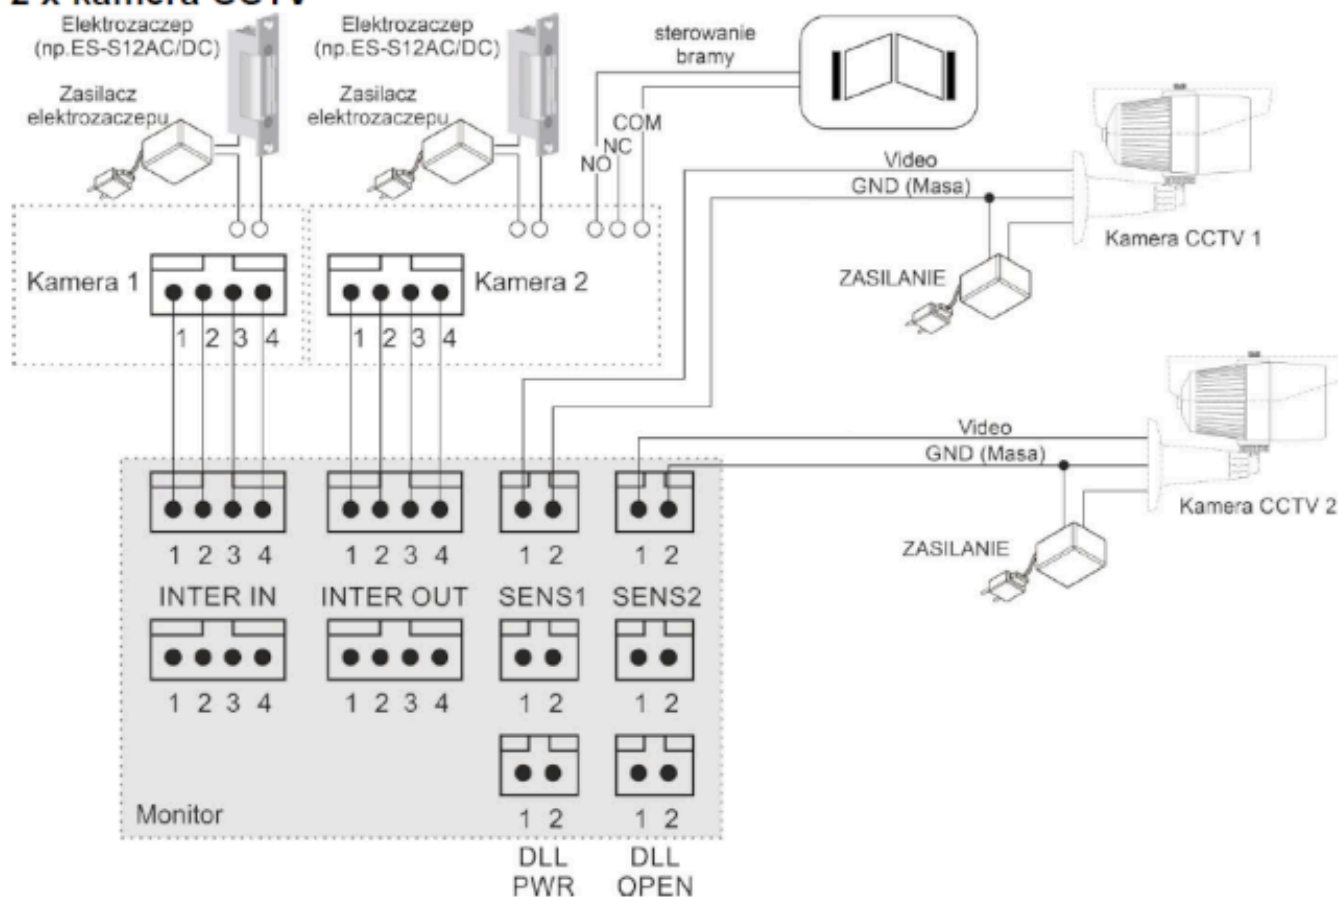 2 x kamera CCTV
Elektrozaczep
(np.ES-S12AC/DC)
Elektrozaczep
(np.ES-S12AC/DC)
sterowanie
bramy
Zasilacz
elektrozaczepu
Zasilacz
elektrozaczepu
NO
NC
COM
Video
GND (Masa)
Kamera CCTV 1
ZASILANIE
Kamera 1
1 2 3 4
Kamera 2
1 2 3 4
Video
GND (Masa)
Kamera CCTV 2
ZASILANIE
1 2 3 4
1 2 3 4
1 2
1 2
INTER IN
INTER OUT
SENS1
SENS2
1 2 3 4
1 2 3 4
1 2
1 2
Monitor
1 2
1 2
DLL
PWR
DLL
OPEN